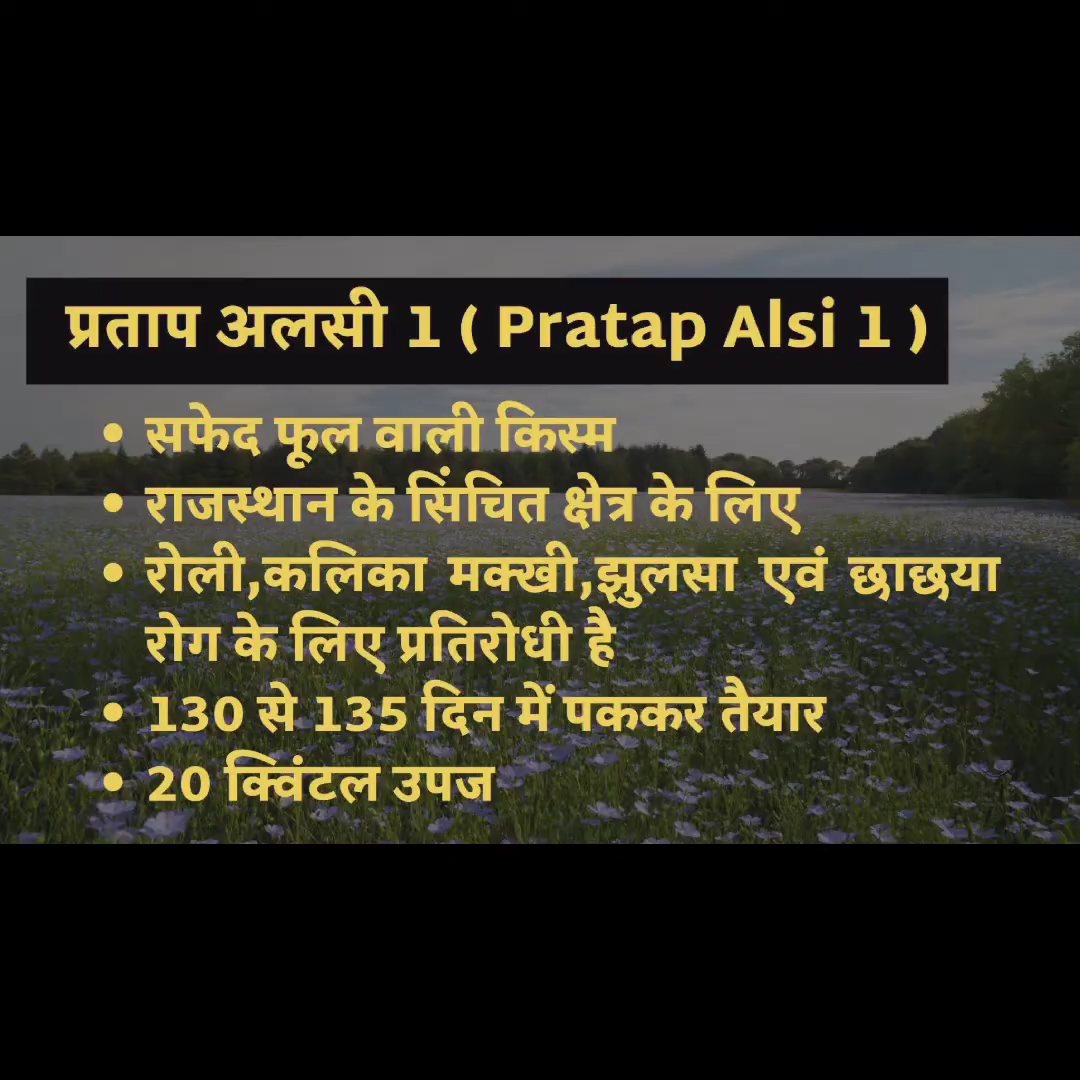 प्रताप अलसी 1 ( Pratap Alsi 1 )
• सफेद फूल वाली किस्म
• राजस्थान के सिंचित क्षेत्र के लिए
• रोली,कलिका मक्खी,झुलसा एवं छाछया
रोग के लिए प्रतिरोधी है
• 130 से 135 दिन में पककर तैयार
• 20 क्विंटल उपज